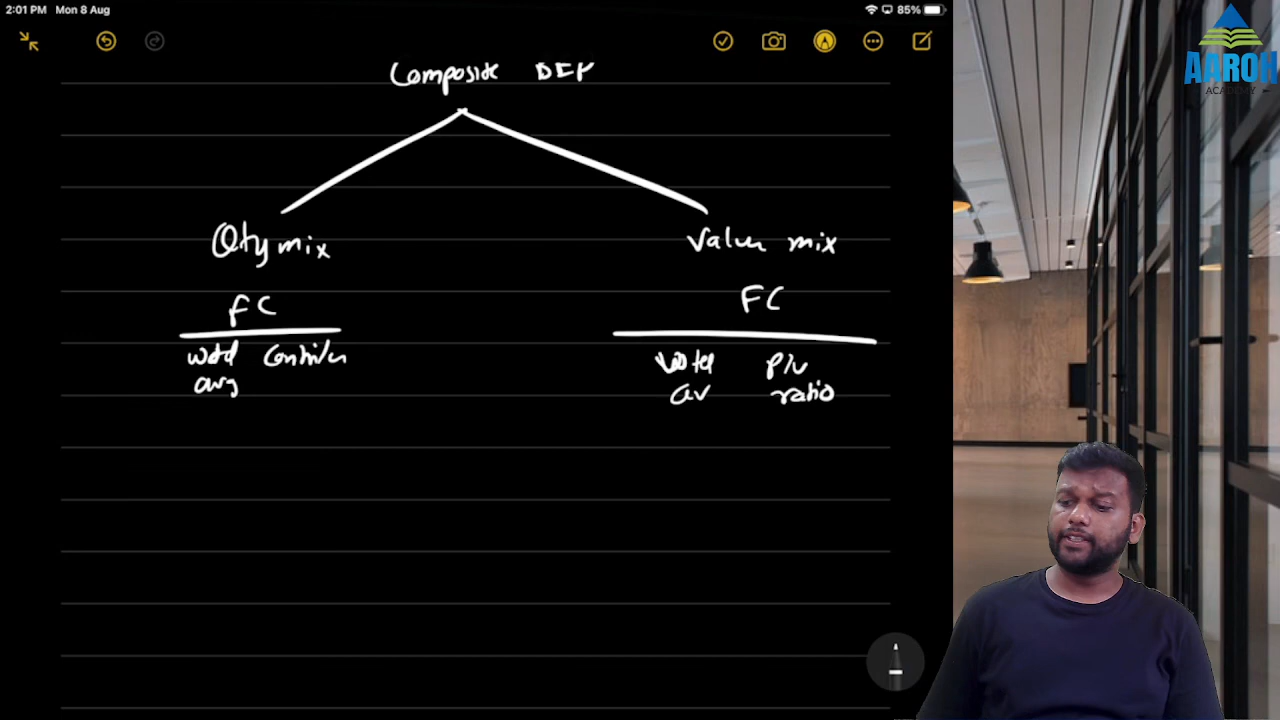 2:01 PM Mon 8 Aug
85%
AAROH
ACADEMY
Composite BEP
Qty mix
Value mix
FC
FC
wtd Contribn
avg
wtd P/V
av ratio